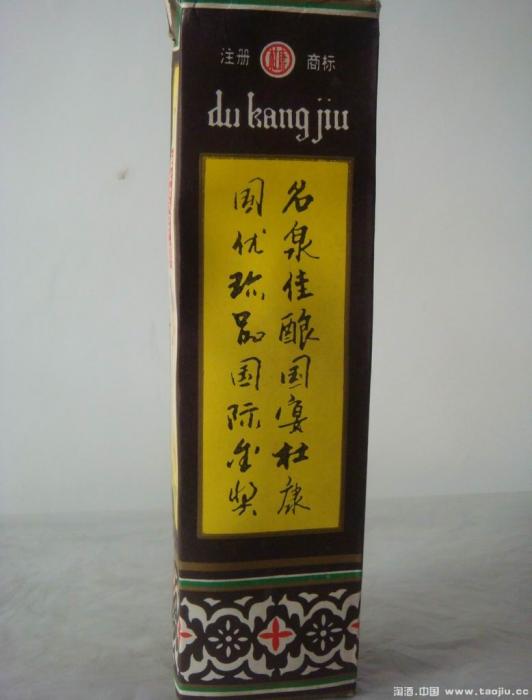 注册 商标
du kang jiu
名泉佳酿国宴杜康
国优珍品国际金奖
淘酒.中国 www.taojiu.cc